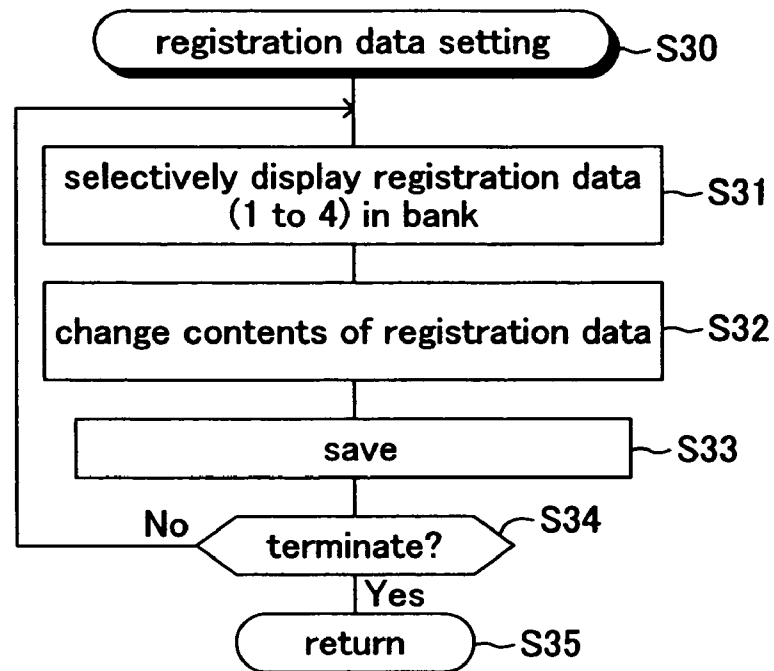 registration data setting
S30
selectively display registration data
(1 to 4) in bank
S31
change contents of registration data
S32
save
S33
No
terminate?
S34
Yes
return
S35